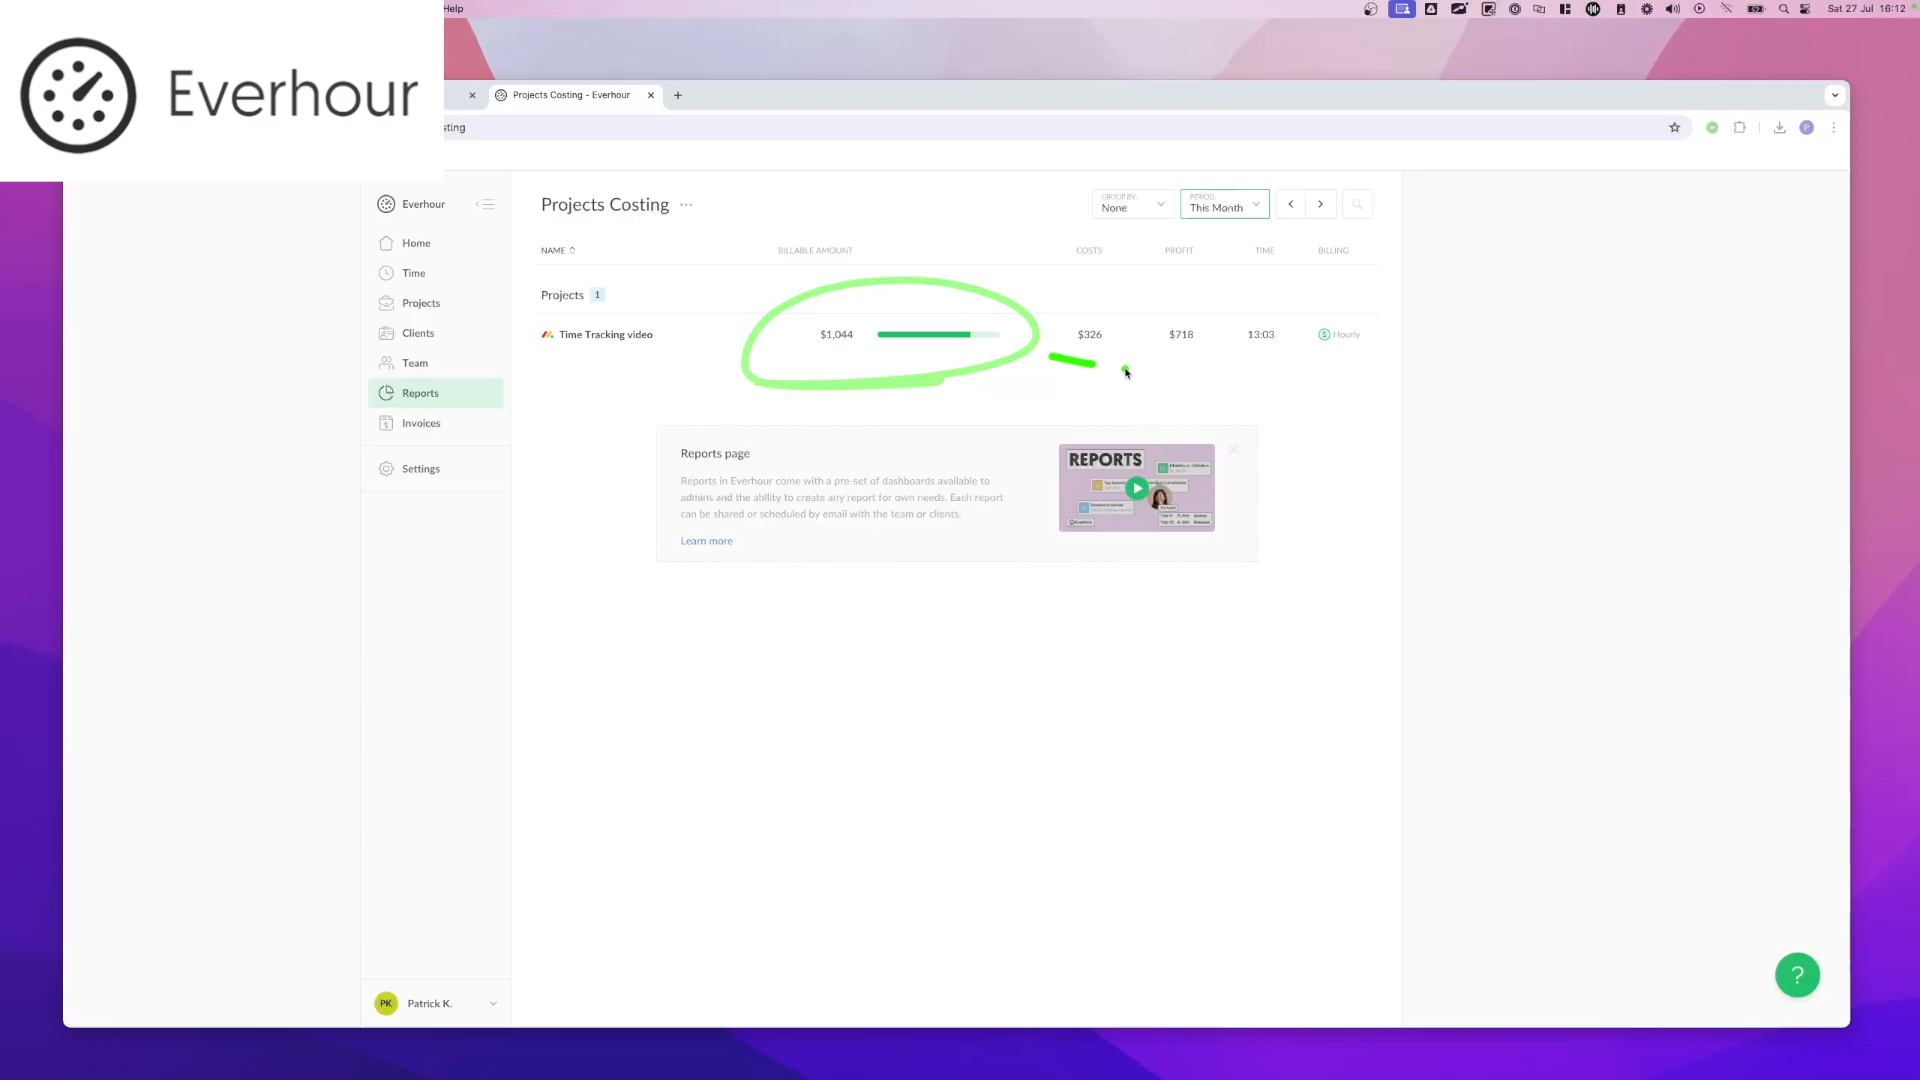 Help
Sat 27 Jul 16:12
Everhour
Projects Costing - Everhour
sting
P
Everhour
Projects Costing
GROUP BY:
None
PERIOD:
This Month
Home
Time
Projects
Clients
Team
Reports
Invoices
Settings
NAME
BILLABLE AMOUNT
COSTS
PROFIT
TIME
BILLING
Projects 1
Time Tracking video
$1,044
$326
$718
13:03
Hourly
Reports page
Reports in Everhour come with a pre-set of dashboards available to
admins and the ability to create any report for own needs. Each report
can be shared or scheduled by email with the team or clients.
Learn more
REPORTS
PK
Patrick K.
?